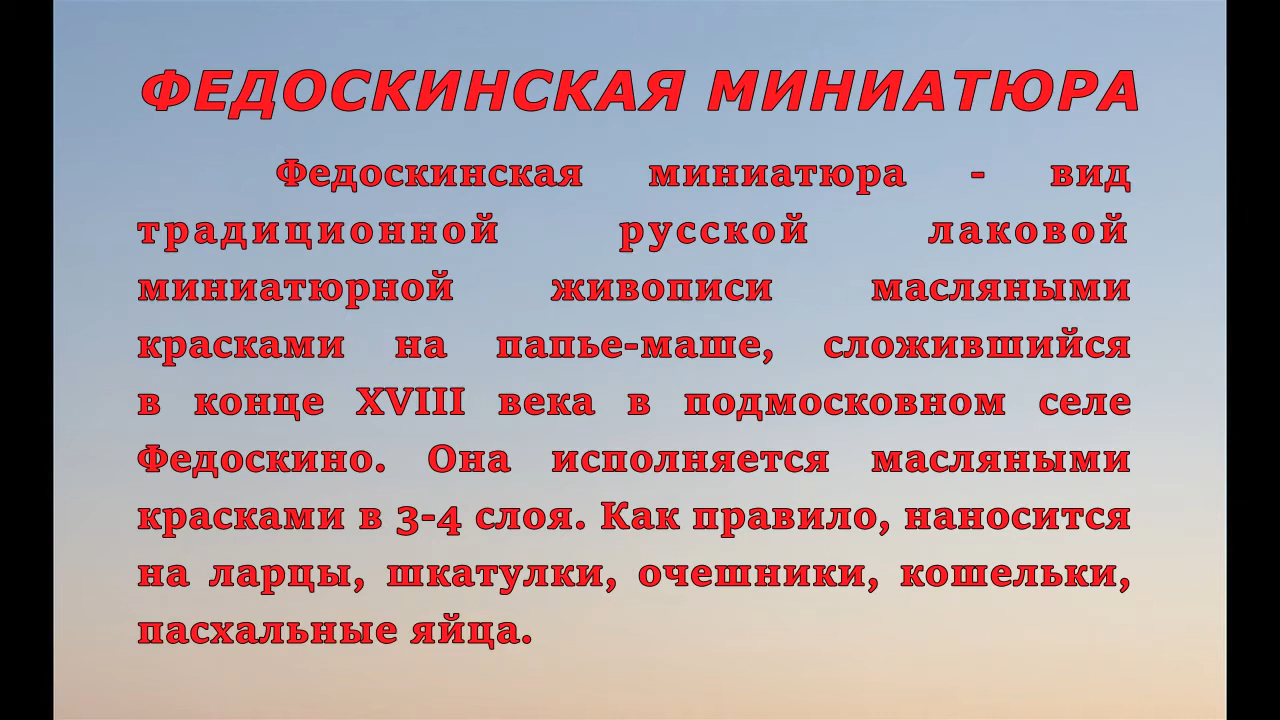 ФЕДОСКИНСКАЯ МИНИАТЮРА
Федоскинская миниатюра - вид
традиционной русской лаковой
миниатюрной живописи масляными
красками на папье-маше, сложившийся
в конце XVIII века в подмосковном селе
Федоскино. Она исполняется масляными
красками в 3-4 слоя. Как правило, наносится
на ларцы, шкатулки, очешники, кошельки,
пасхальные яйца.